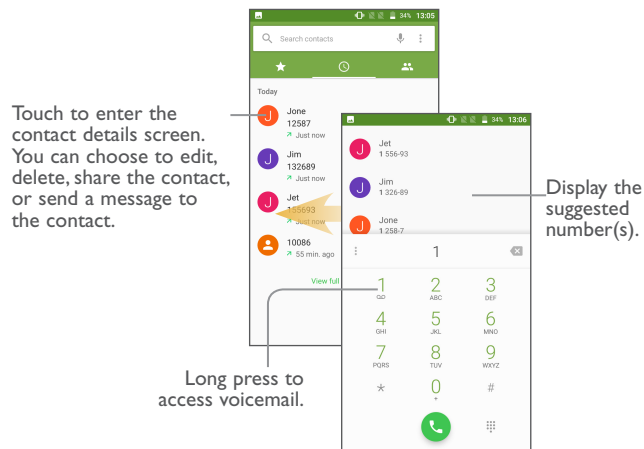 34% 13:05
Search contacts
Today
Jone
12587
Just now
Jim
132689
Just now
Jet
155693
Just now
10086
55 min. ago
View full
Touch to enter the
contact details screen.
You can choose to edit,
delete, share the contact,
or send a message to
the contact.
34% 13:06
Jet
1 556-93
Jim
1 326-89
Jone
1 258-7
1
1
2 ABC
3 DEF
4 GHI
5 JKL
6 MNO
7 PQRS
8 TUV
9 WXYZ
*
0 +
#
Display the
suggested
number(s).
Long press to
access voicemail.